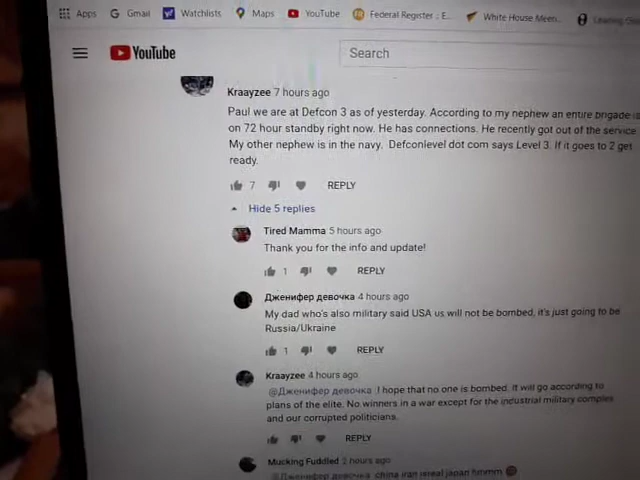 Apps Gmail Watchlists Maps YouTube Federal Register : E... White House Meen...
YouTube Search
Kraayzee 7 hours ago
Paul we are at Defcon 3 as of yesterday. According to my nephew an entire brigade is
on 72 hour standby right now. He has connections. He recently got out of the service
My other nephew is in the navy. Defconlevel dot com says Level 3. If it goes to 2 get
ready.
7 REPLY
Hide 5 replies
Tired Mamma 5 hours ago
Thank you for the info and update!
1 REPLY
Дженифер девочка 4 hours ago
My dad who's also military said USA us will not be bombed, it's just going to be
Russia/Ukraine
1 REPLY
Kraayzee 4 hours ago
@Дженифер девочка I hope that no one is bombed. It will go according to
plans of the elite. No winners in a war except for the industrial military complex
and our corrupted politicians.
REPLY
Mucking Fuddled 2 hours ago
@Дженифер девочка china iran isreal japan hmmm